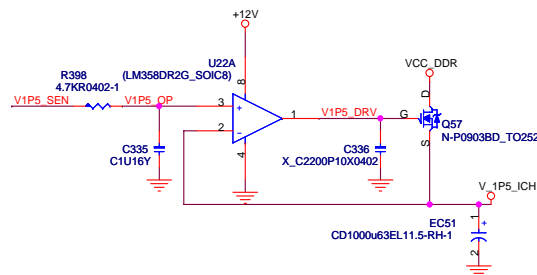 +12V
U22A
(LM358DR2G_SOIC8)
R398
4.7KR0402-1
V1P5_SEN
V1P5_OP
3
+
2
-
8
4
1
V1P5_DRV
VCC_DDR
D
G
S
Q57
N-P0903BD_TO252
C335
C1U16Y
C336
X_C2200P10X0402
V_1P5_ICH
EC51
CD1000u63EL11.5-RH-1
1
+
2